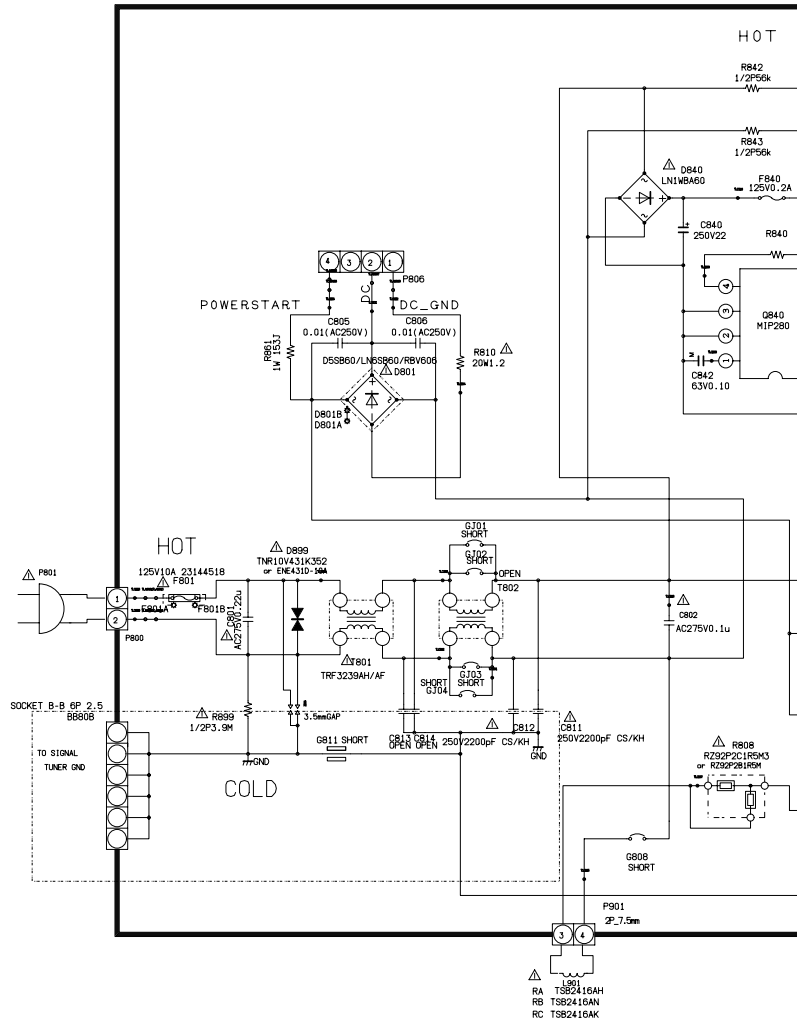 HOT
R842
1/2P56k
R843
1/2P56k
D840
LN1WBA60
F840
125V0.2A
C840
250V22
R840
4
3
2
1
Q840
MIP280
C842
63V0.10
4 3 2 1
P806
POWERSTART
DC
DC_GND
C805
0.01(AC250V)
C806
0.01(AC250V)
R861
1W 153J
R810
20W1.2
D5SB60/LN6SB60/RBV606
D801
D801B
D801A
HOT
P801
125V10A 23144518
F801
F801A
F801B
1
2
P800
C801
AC275V0.22u
D899
TNR10V431K352
or ENE431D-10A
T801
TRF3239AH/AF
GJ01
SHORT
GJ02
SHORT
OPEN
T802
GJ03
SHORT
SHORT
GJ04
C802
AC275V0.1u
SOCKET B-B 6P 2.5
BB80B
TO SIGNAL
TUNER GND
R899
1/2P3.9M
3.5mmGAP
GND
G811 SHORT
C813 C814
OPEN OPEN
C812
250V2200pF CS/KH
C811
250V2200pF CS/KH
GND
COLD
R808
RZ92P2C1R5M3
or RZ92P2B1R5M
G808
SHORT
P901
2P_7.5mm
3 4
L901
RA TSB2416AH
RB TSB2416AN
RC TSB2416AK